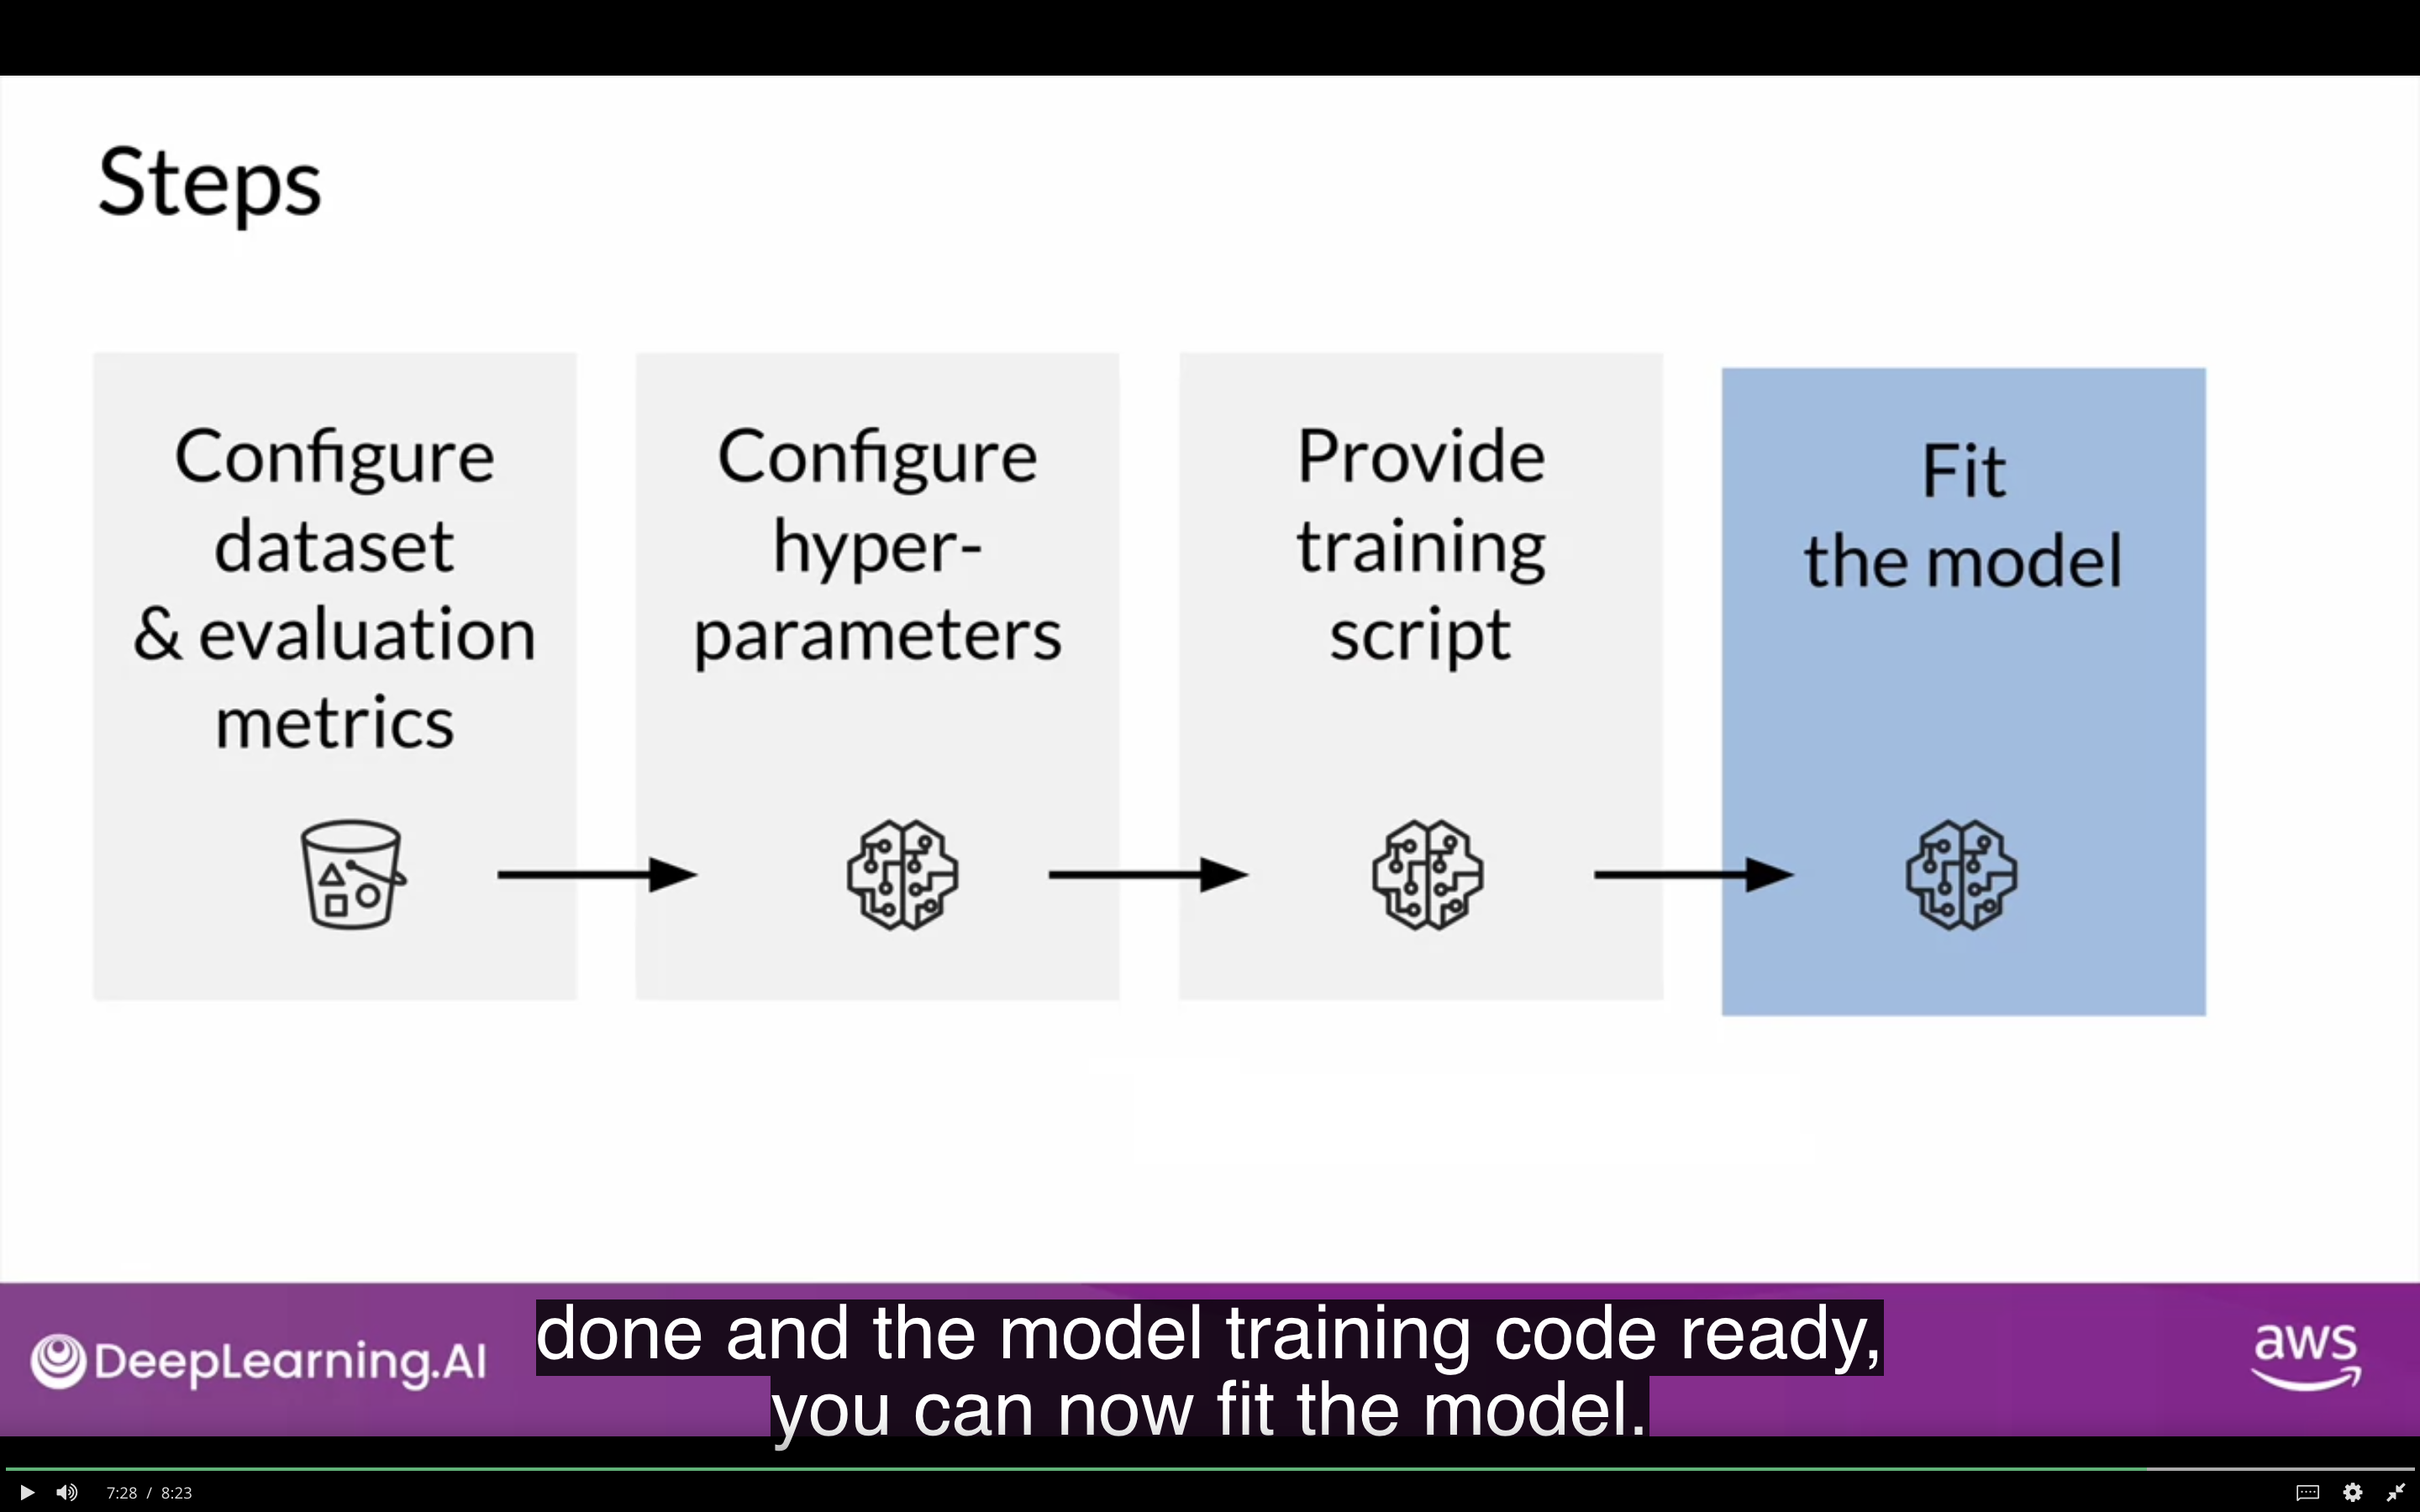 Steps
Configure
dataset
& evaluation
metrics
Configure
hyper-
parameters
Provide
training
script
Fit
the model
DeepLearning.AI
done and the model training code ready,
you can now fit the model.
aws
7:28 / 8:23